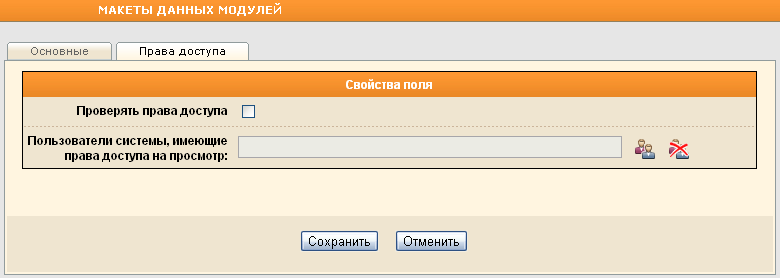 МАКЕТЫ ДАННЫХ МОДУЛЕЙ
Основные Права доступа
Свойства поля
Проверять права доступа
Пользователи системы, имеющие
права доступа на просмотр:
Сохранить Отменить